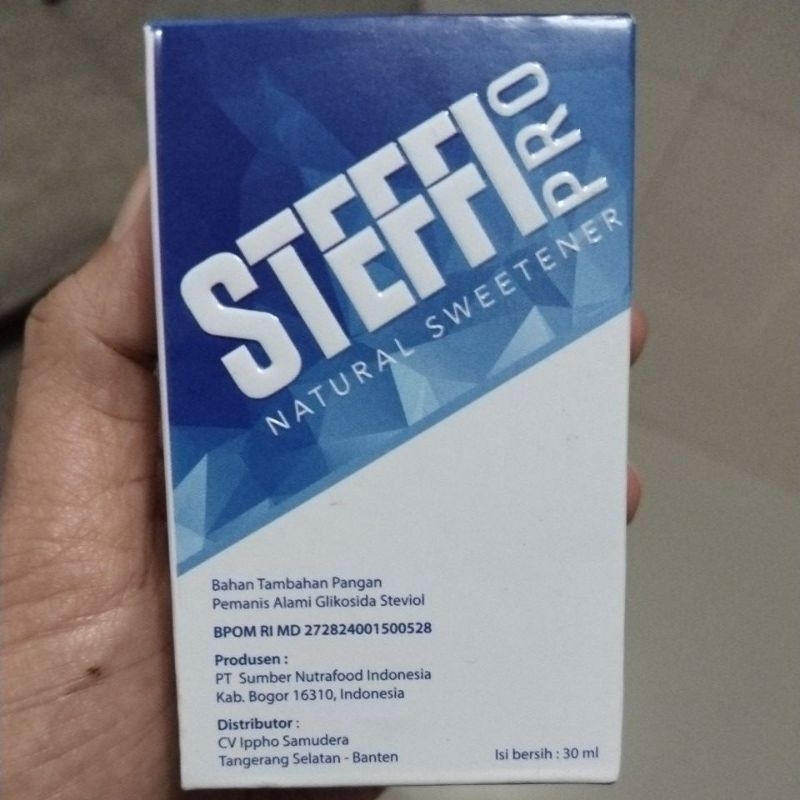 STEFFI PRO
NATURAL SWEETENER
Bahan Tambahan Pangan
Pemanis Alami Glikosida Steviol
BPOM RI MD 272824001500528
Produsen :
PT Sumber Nutrafood Indonesia
Kab. Bogor 16310, Indonesia
Distributor :
CV Ippho Samudera
Tangerang Selatan - Banten
Isi bersih : 30 ml